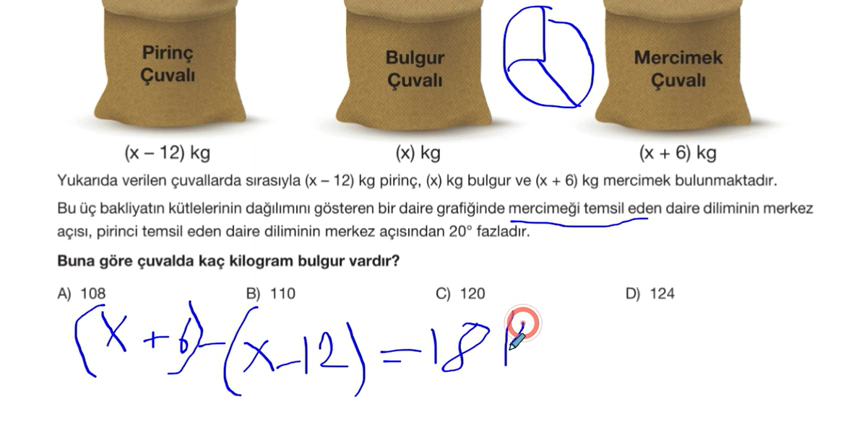 Pirinç Çuvalı
Bulgur Çuvalı
Mercimek Çuvalı
(x – 12) kg
(x) kg
(x + 6) kg
Yukarıda verilen çuvallarda sırasıyla (x – 12) kg pirinç, (x) kg bulgur ve (x + 6) kg mercimek bulunmaktadır.
Bu üç bakliyatın kütlelerinin dağılımını gösteren bir daire grafiğinde mercimeği temsil eden daire diliminin merkez
açısı, pirinci temsil eden daire diliminin merkez açısından 20° fazladır.
Buna göre çuvalda kaç kilogram bulgur vardır?
A) 108 B) 110 C) 120 D) 124
(x + 6) - (x - 12) = 18